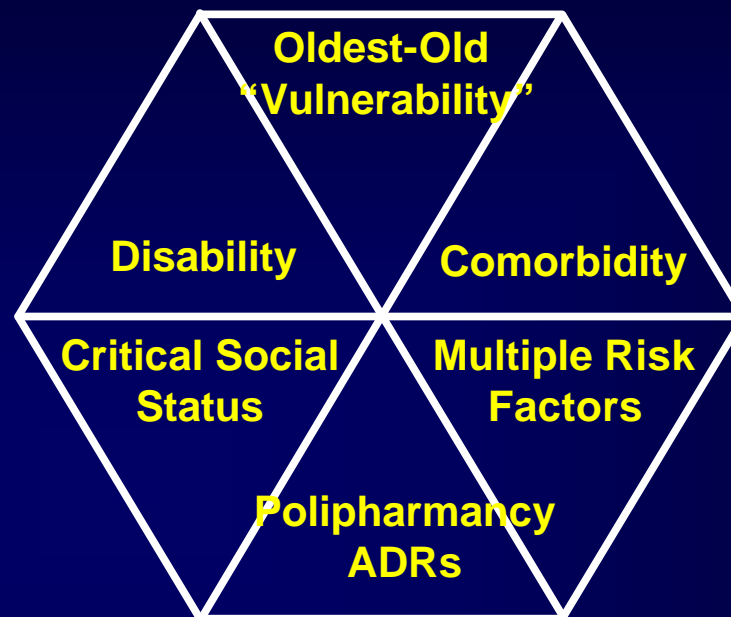 Oldest-Old
“Vulnerability”
Disability
Comorbidity
Critical Social
Status
Multiple Risk
Factors
Polipharmancy
ADRs